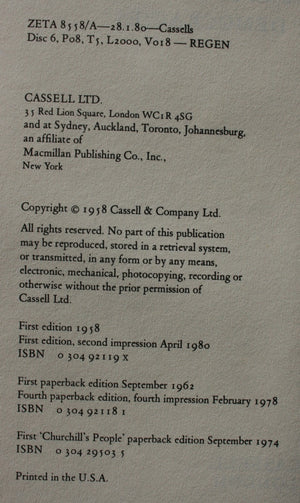 ZETA 8558/A—28.1.80—Cassells
Disc 6, P08, T5, L2000, V018 — REGEN
CASSELL LTD.
35 Red Lion Square, London WC1R 4SG
and at Sydney, Auckland, Toronto, Johannesburg,
an affiliate of
Macmillan Publishing Co., Inc.,
New York
Copyright © 1958 Cassell & Company Ltd.
All rights reserved. No part of this publication
may be reproduced, stored in a retrieval system,
or transmitted, in any form or by any means,
electronic, mechanical, photocopying, recording or
otherwise without the prior permission of
Cassell Ltd.
First edition 1958
First edition, second impression April 1980
ISBN 0 304 92119 X
First paperback edition September 1962
Fourth paperback edition, fourth impression February 1978
ISBN 0 304 92118 1
First 'Churchill's People' paperback edition September 1974
ISBN 0 304 29503 5
Printed in the U.S.A.